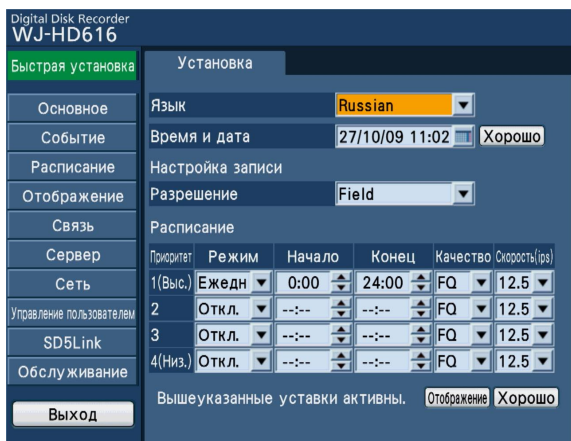 Digital Disk Recorder
WJ-HD616
Быстрая установка
Основное
Событие
Расписание
Отображение
Связь
Сервер
Сеть
Управление пользователем
SD5Link
Обслуживание
Выход
Установка
Язык Russian
Время и дата 27/10/09 11:02 Хорошо
Настройка записи
Разрешение Field
Расписание
Приоритет Режим Начало Конец Качество Скорость(ips)
1(Выс.) Ежедн 0:00 24:00 FQ 12.5
2 Откл. --:-- --:-- FQ 12.5
3 Откл. --:-- --:-- FQ 12.5
4(Низ.) Откл. --:-- --:-- FQ 12.5
Вышеуказанные уставки активны. Отображение Хорошо